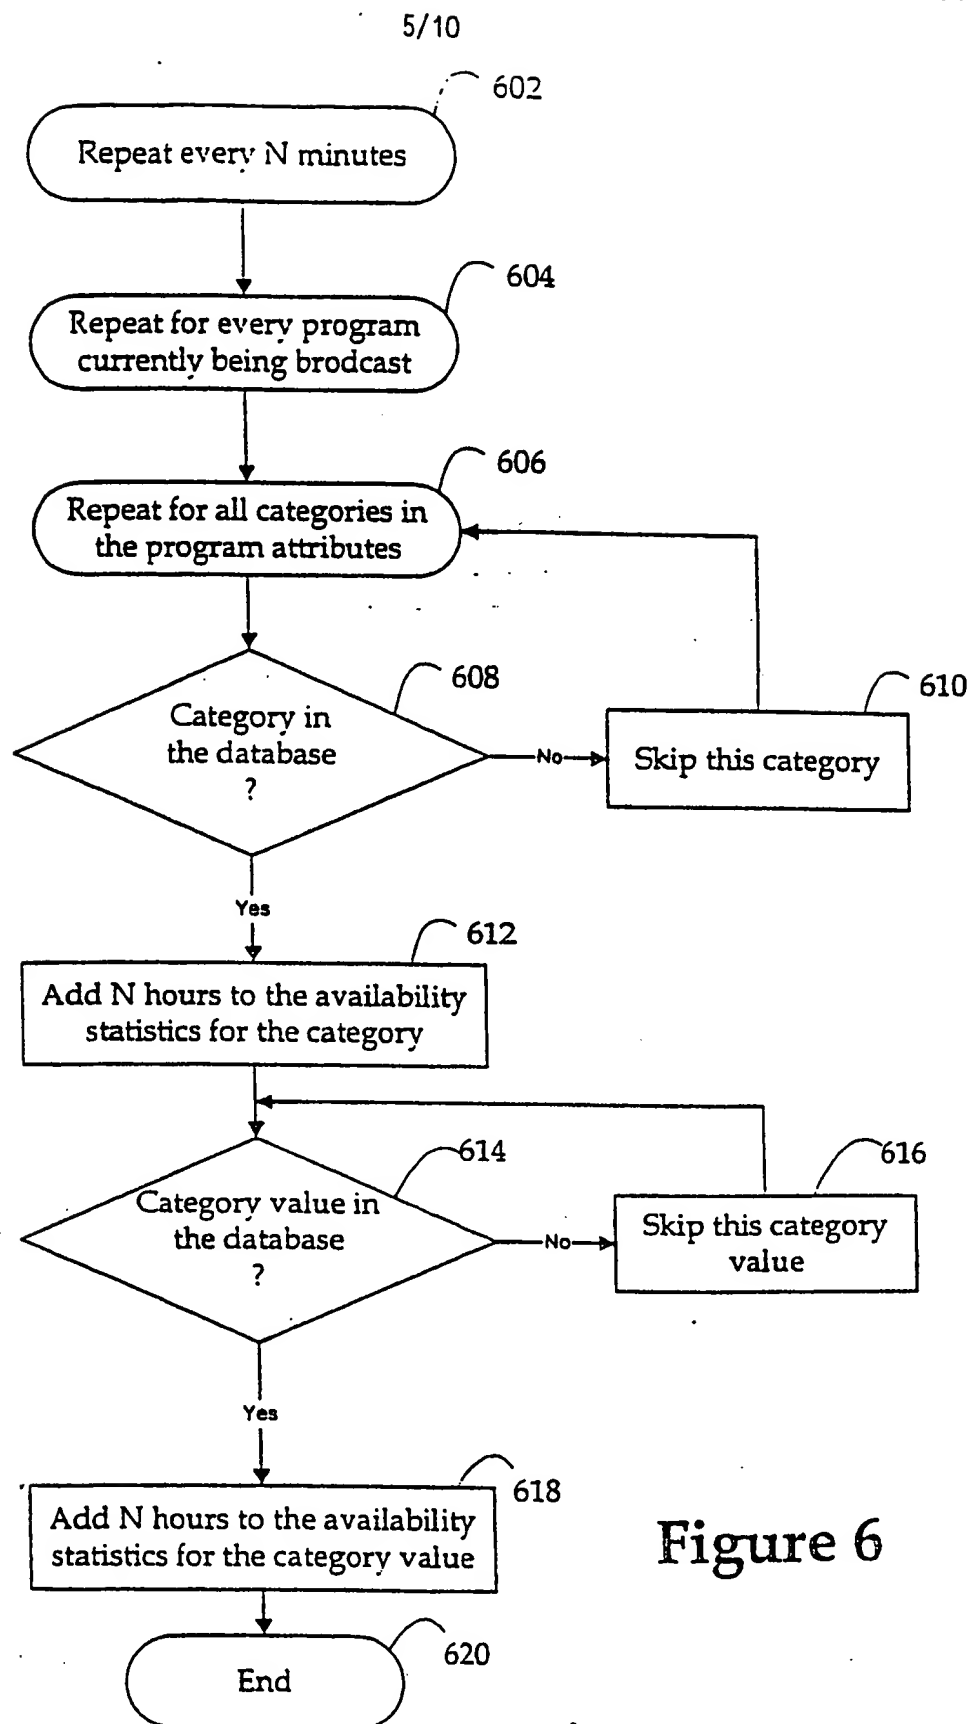 5/10
602
Repeat every N minutes
604
Repeat for every program
currently being brodcast
606
Repeat for all categories in
the program attributes
608
Category in
the database
?
No
610
Skip this category
Yes
612
Add N hours to the availability
statistics for the category
614
Category value in
the database
?
No
616
Skip this category
value
Yes
618
Add N hours to the availability
statistics for the category value
Figure 6
620
End